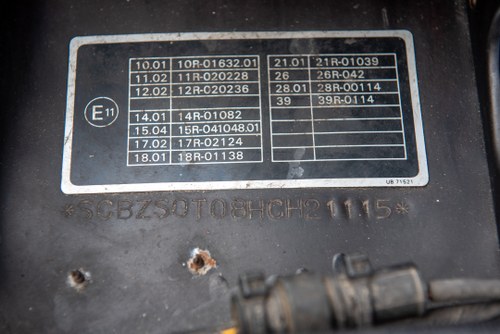 10.01 10R-01632.01 21.01 21R-01039
11.02 11R-020228 26 26R-042
12.02 12R-020236 28.01 28R-00114
39 39R-0114
E11
14.01 14R-01082
15.04 15R-041048.01
17.02 17R-02124
18.01 18R-01138
UB 71521
*SCBZS0T08HCH21115*